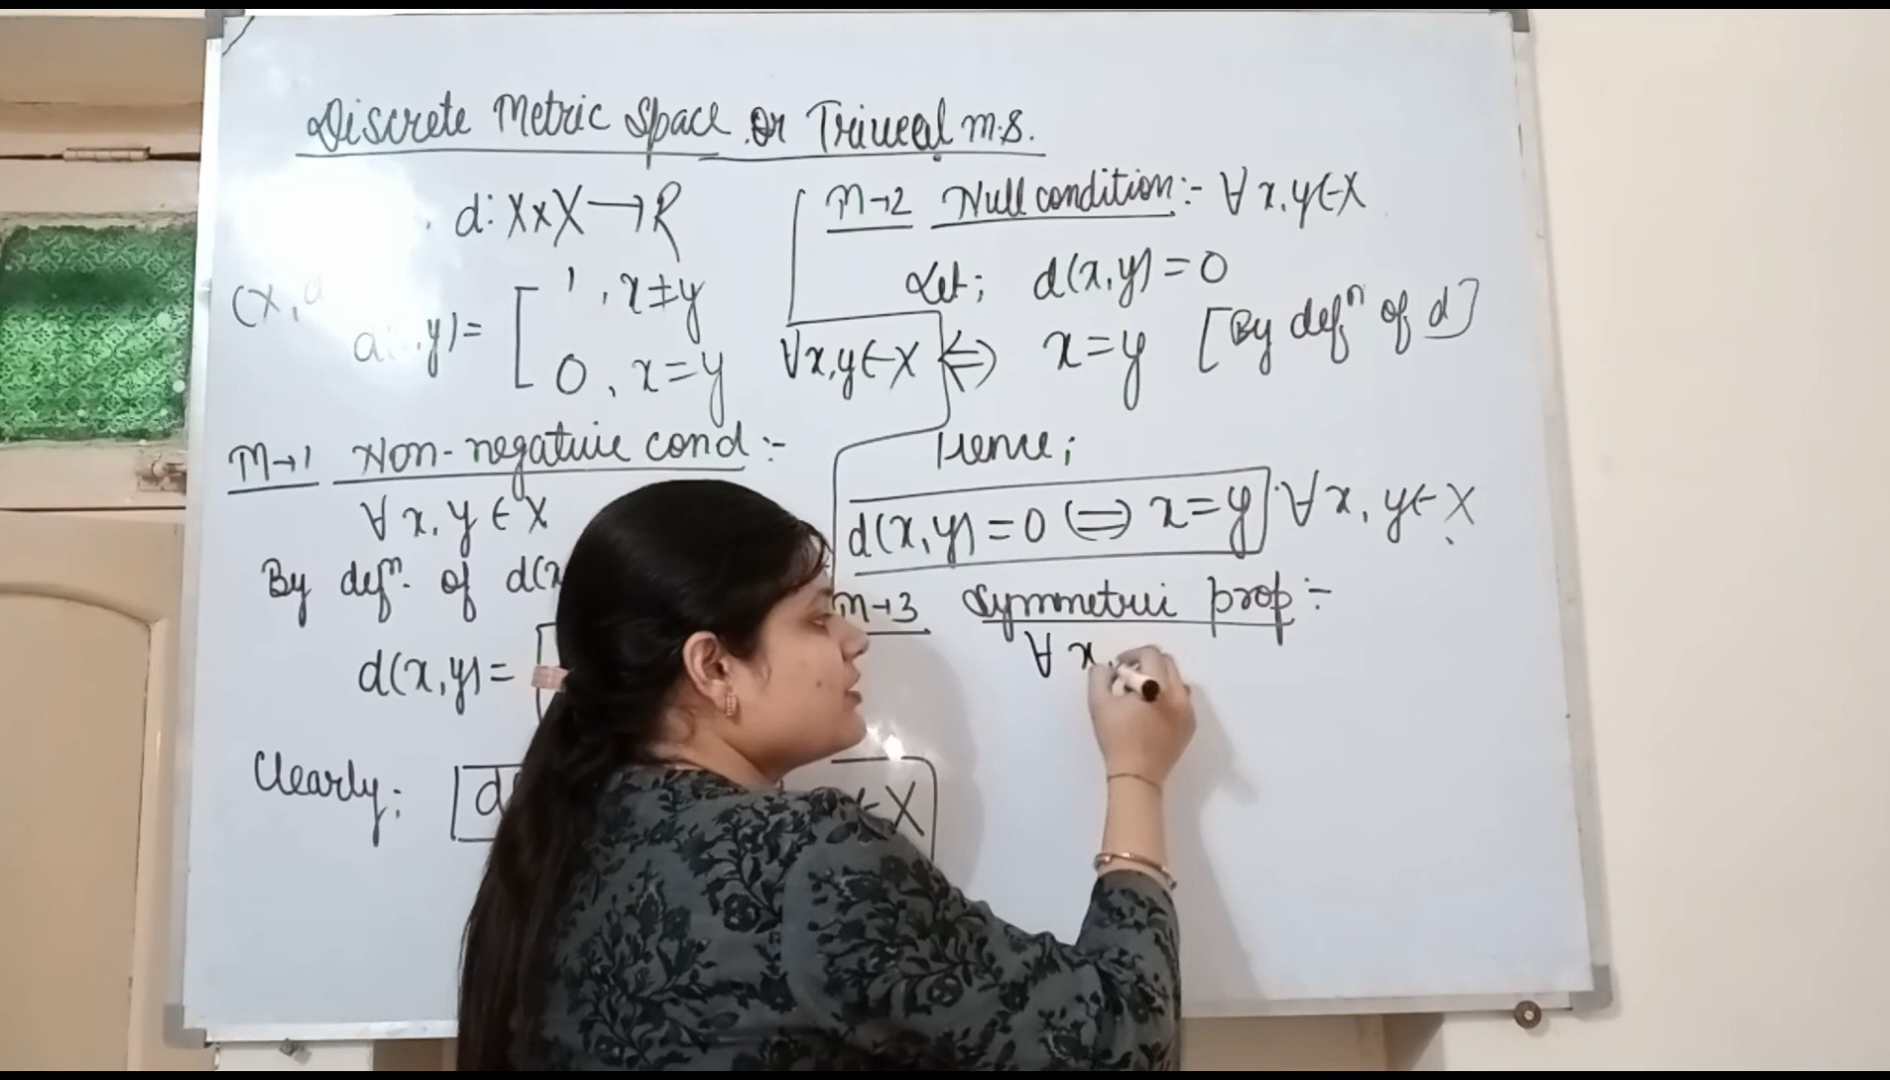 Discrete Metric Space or Trivial m.s.
d: X×X→R
(X, d
d( ,y)= [ 1, x≠y
0, x=y
∀x,y∈X
M→1 Non-negative cond :-
∀ x, y ∈ X
By defⁿ. of d(x
d(x,y)=
Clearly; d ∈X
M→2 Null condition:- ∀ x,y∈X
Let; d(x,y)=0
⇔ x=y [By defⁿ of d]
Hence;
d(x,y)=0 ⇔ x=y ∀ x, y∈X
M→3 Symmetric prop:-
∀ x,